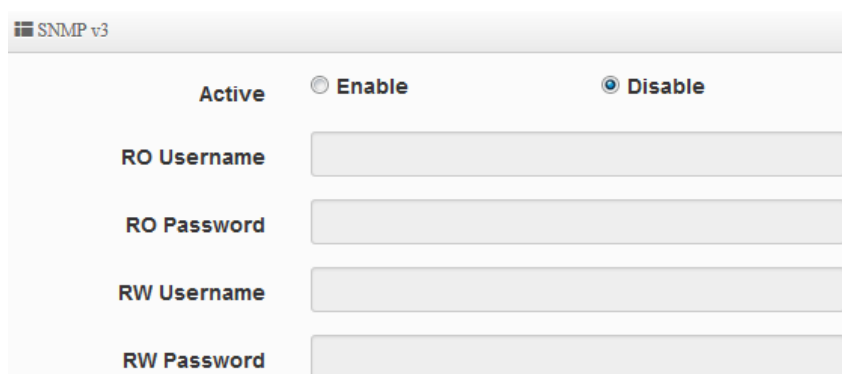 SNMP v3
Active Enable Disable
RO Username
RO Password
RW Username
RW Password